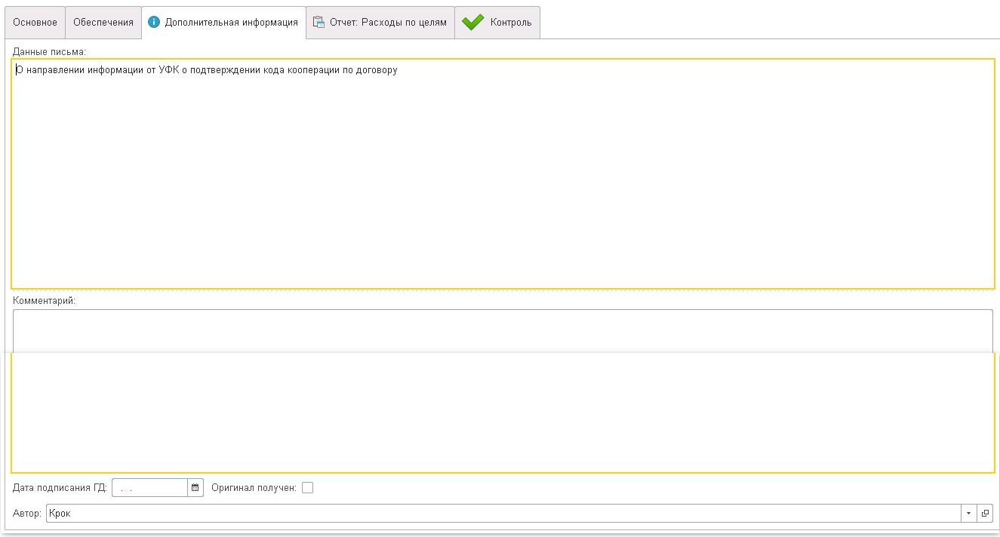 Основное Обеспечения Дополнительная информация Отчет: Расходы по целям Контроль
Данные письма:
О направлении информации от УФК о подтверждении кода кооперации по договору
Комментарий:
Дата подписания ГД: . . Оригинал получен:
Автор: Крок